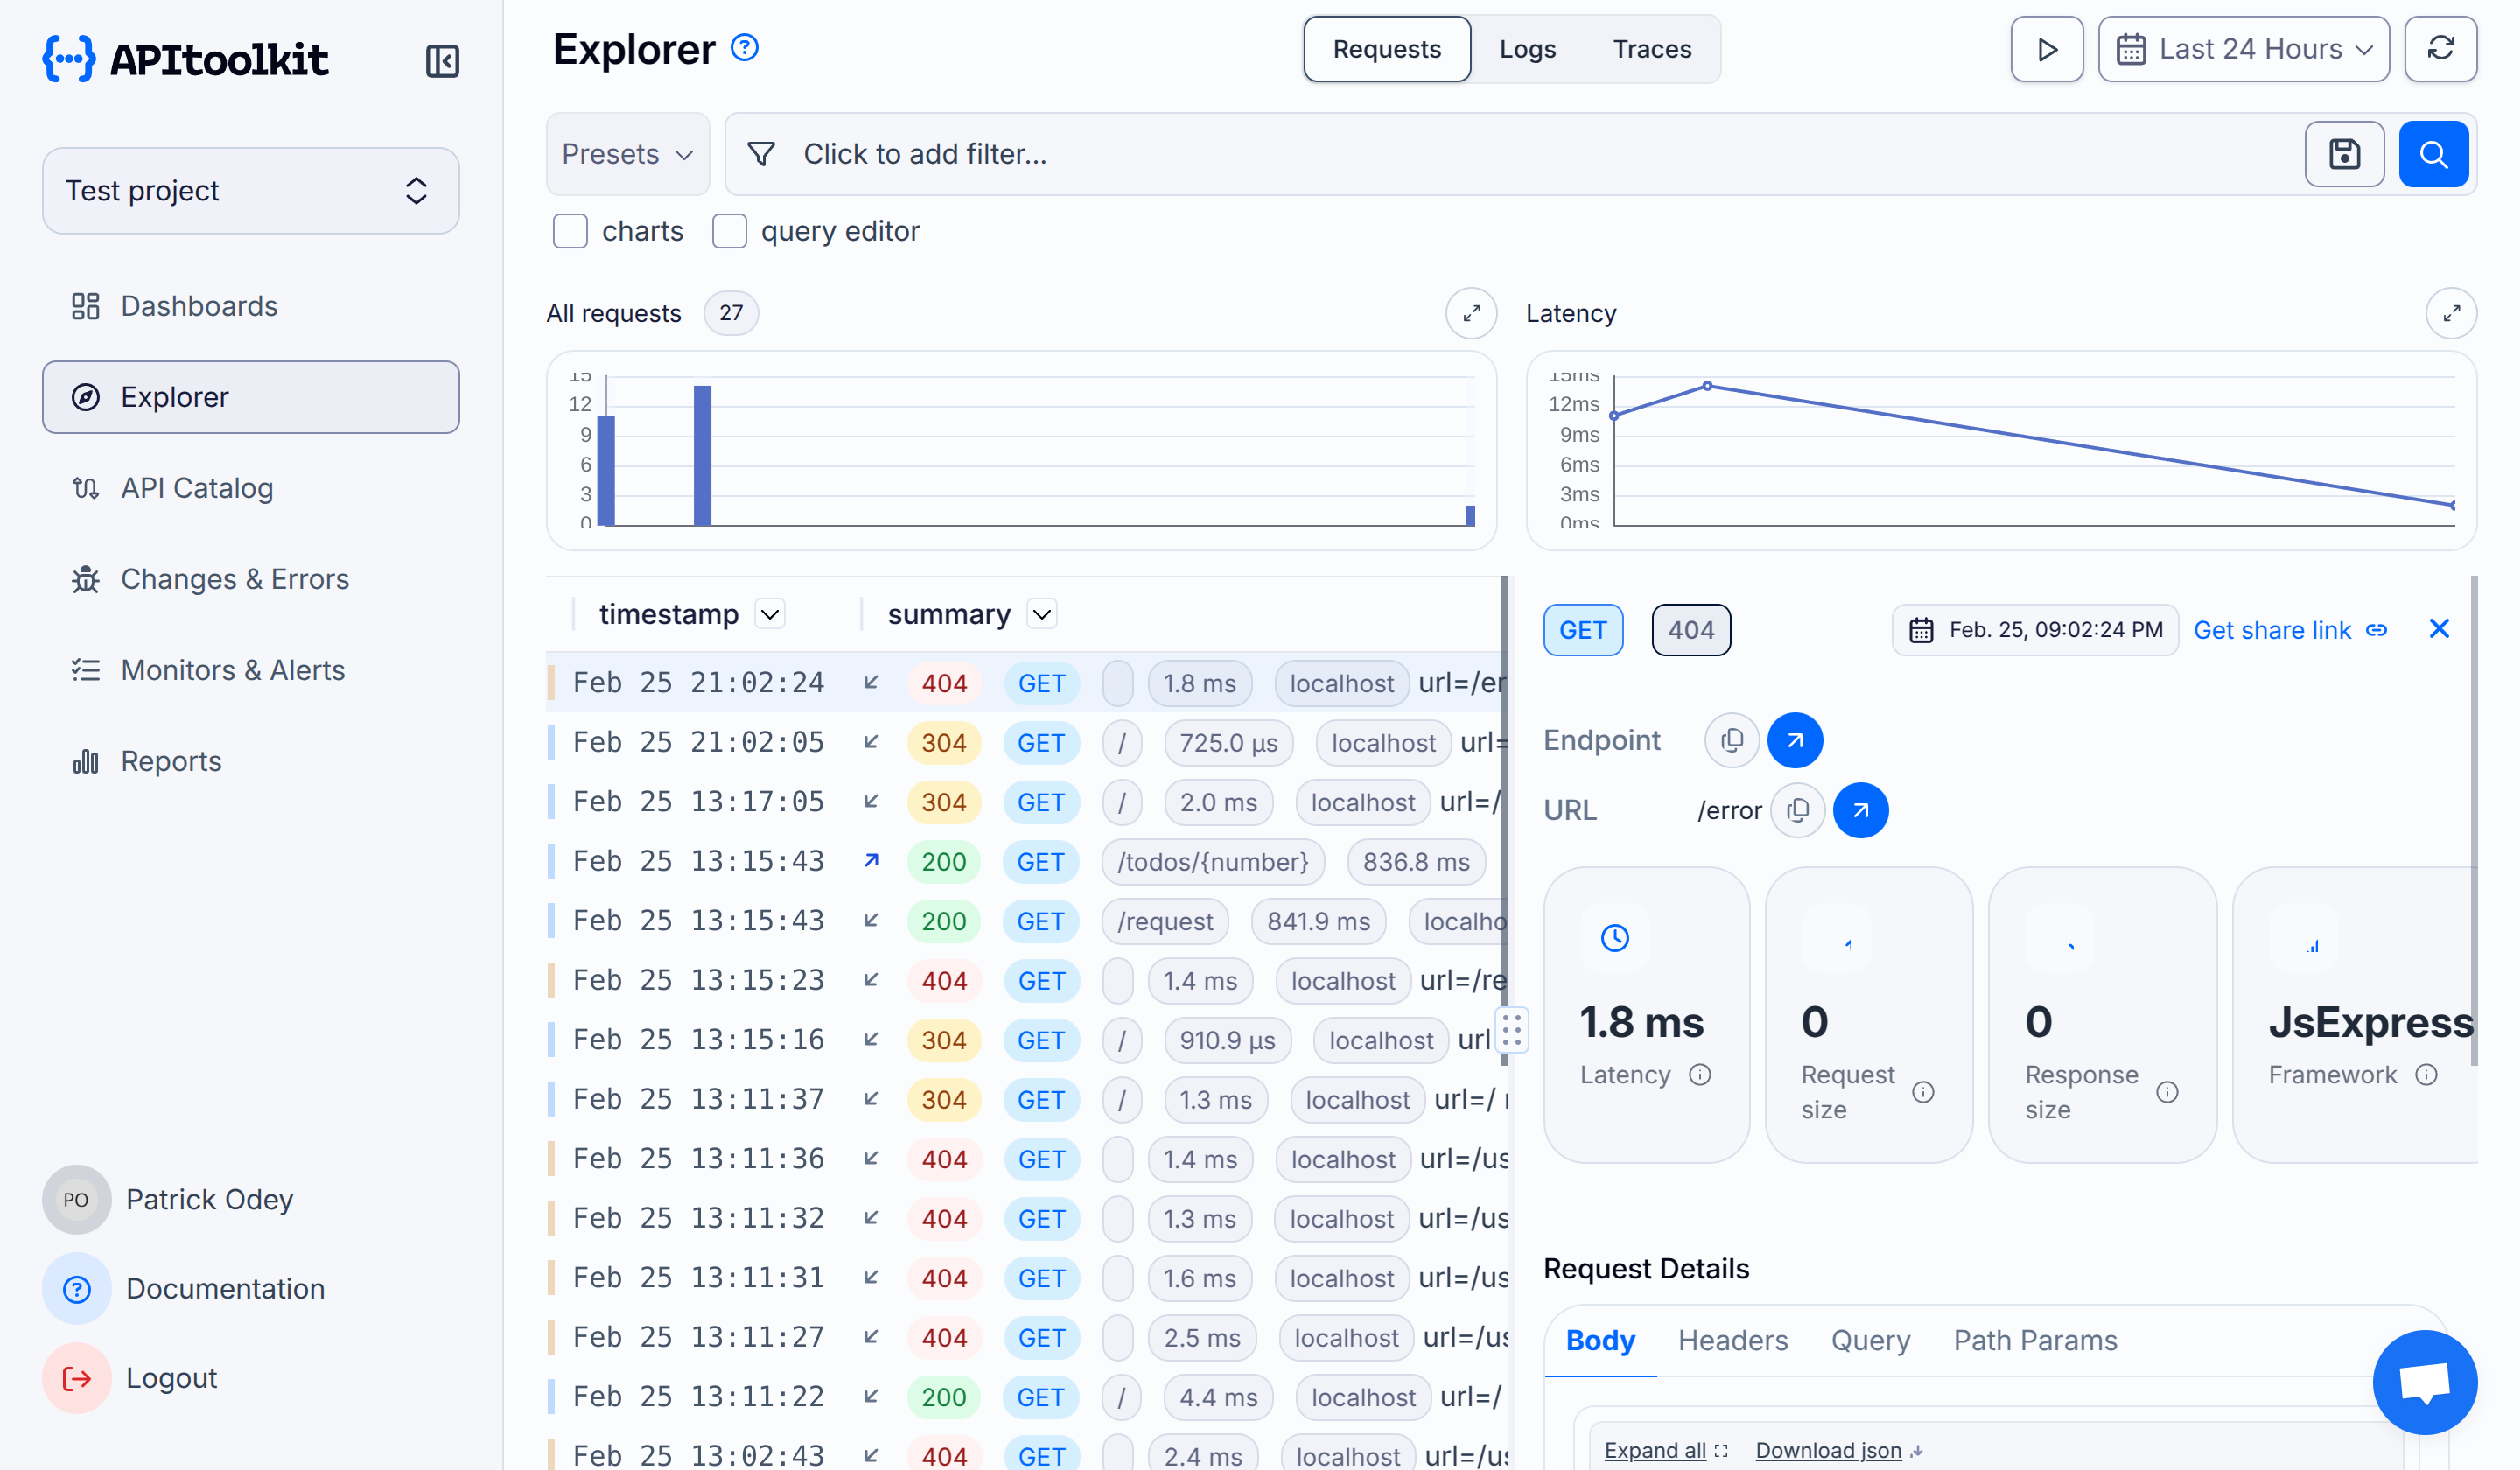 APItoolkit
Test project
Dashboards
Explorer
API Catalog
Changes & Errors
Monitors & Alerts
Reports
PO Patrick Odey
Documentation
Logout
Explorer
Requests Logs Traces
Last 24 Hours
Presets Click to add filter...
charts query editor
All requests 27
15
12
9
6
3
0
Latency
15ms
12ms
9ms
6ms
3ms
0ms
timestamp summary
Feb 25 21:02:24 404 GET 1.8 ms localhost url=/er
Feb 25 21:02:05 304 GET / 725.0 µs localhost url=
Feb 25 13:17:05 304 GET / 2.0 ms localhost url=/
Feb 25 13:15:43 200 GET /todos/{number} 836.8 ms
Feb 25 13:15:43 200 GET /request 841.9 ms localho
Feb 25 13:15:23 404 GET 1.4 ms localhost url=/re
Feb 25 13:15:16 304 GET / 910.9 µs localhost url
Feb 25 13:11:37 304 GET / 1.3 ms localhost url=/
Feb 25 13:11:36 404 GET 1.4 ms localhost url=/us
Feb 25 13:11:32 404 GET 1.3 ms localhost url=/us
Feb 25 13:11:31 404 GET 1.6 ms localhost url=/us
Feb 25 13:11:27 404 GET 2.5 ms localhost url=/us
Feb 25 13:11:22 200 GET / 4.4 ms localhost url=/
Feb 25 13:02:43 404 GET 2.4 ms localhost url=/us
GET 404 Feb. 25, 09:02:24 PM Get share link
Endpoint
URL /error
1.8 ms
Latency
0
Request
size
0
Response
size
JsExpress
Framework
Request Details
Body Headers Query Path Params
Expand all Download json